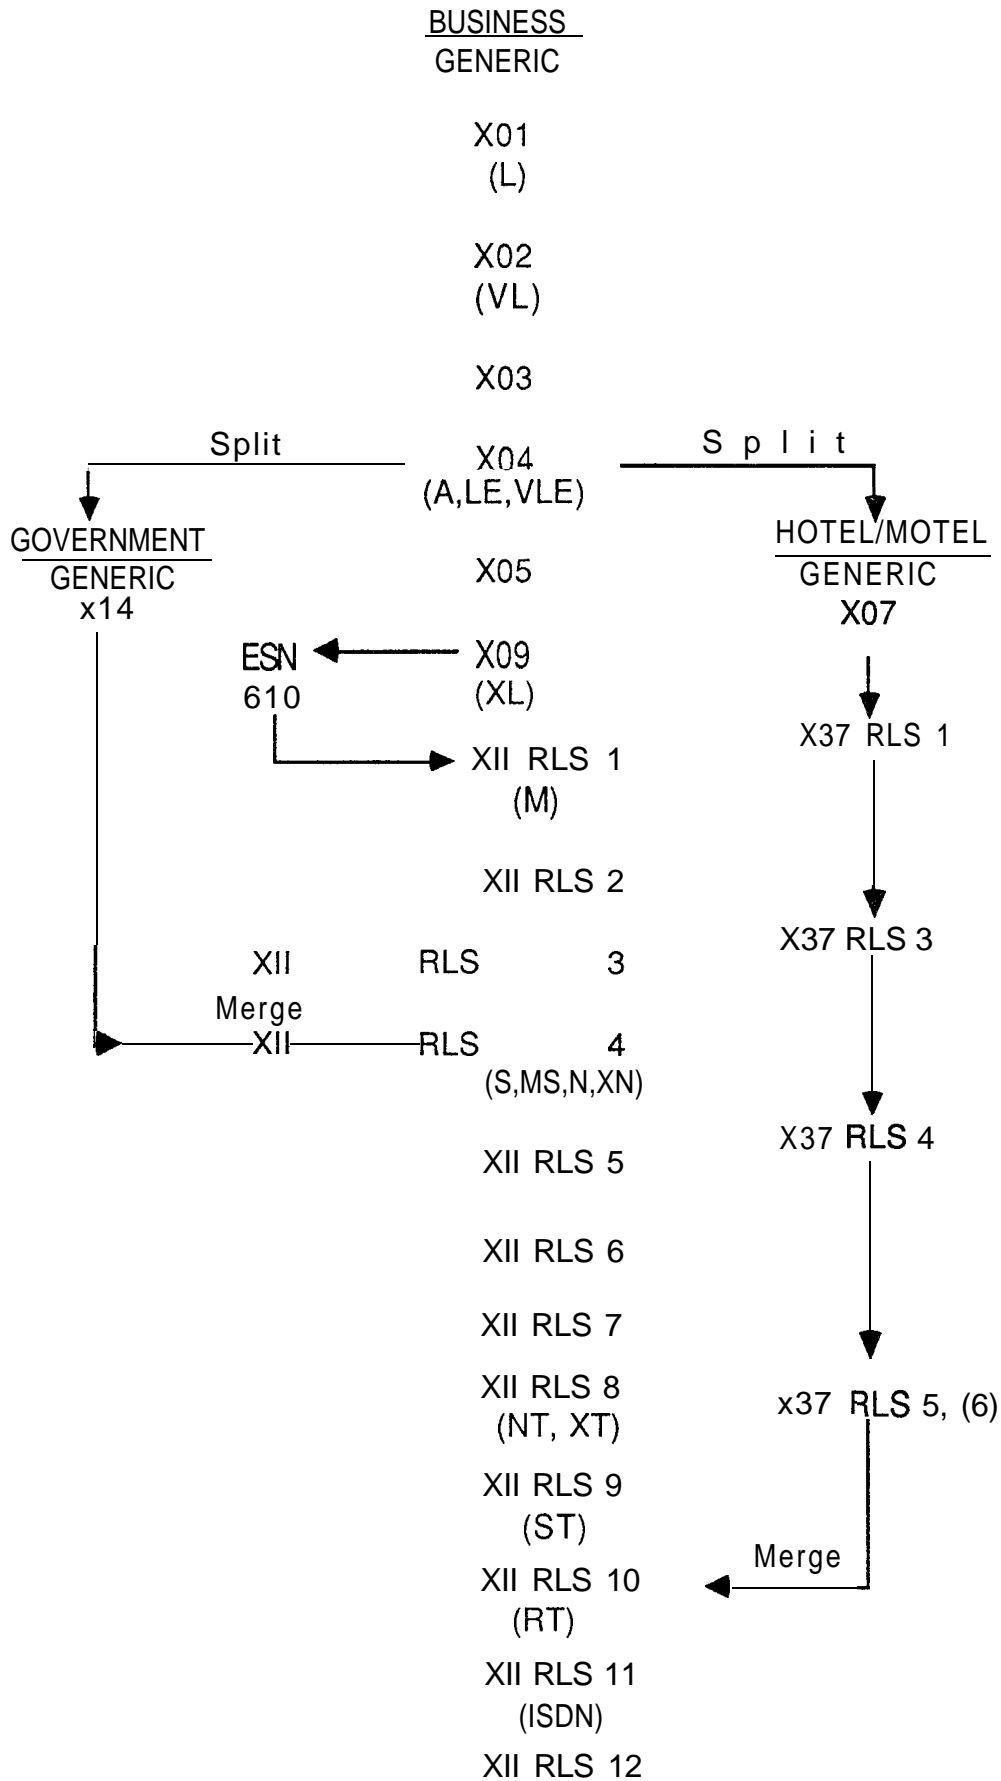 BUSINESS
GENERIC
X01
(L)
X02
(VL)
X03
Split
X04
Split
(A,LE,VLE)
GOVERNMENT
GENERIC
x14
HOTEL/MOTEL
GENERIC
X07
X05
ESN
610
X09
(XL)
XII RLS 1
(M)
X37 RLS 1
XII RLS 2
XII RLS 3
X37 RLS 3
Merge
XII RLS 4
(S,MS,N,XN)
X37 RLS 4
XII RLS 5
XII RLS 6
XII RLS 7
XII RLS 8
(NT, XT)
x37 RLS 5, (6)
XII RLS 9
(ST)
Merge
XII RLS 10
(RT)
XII RLS 11
(ISDN)
XII RLS 12